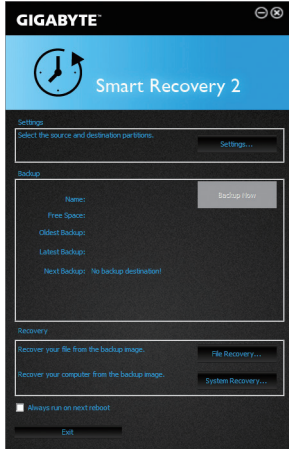 GIGABYTE™
Smart Recovery 2
Settings
Select the source and destination partitions.
Settings...
Backup
Backup Now
Name:
Free Space:
Oldest Backup:
Latest Backup:
Next Backup: No backup destination!
Recovery
Recover your file from the backup image.
File Recovery...
Recover your computer from the backup image.
System Recovery...
Always run on next reboot
Exit